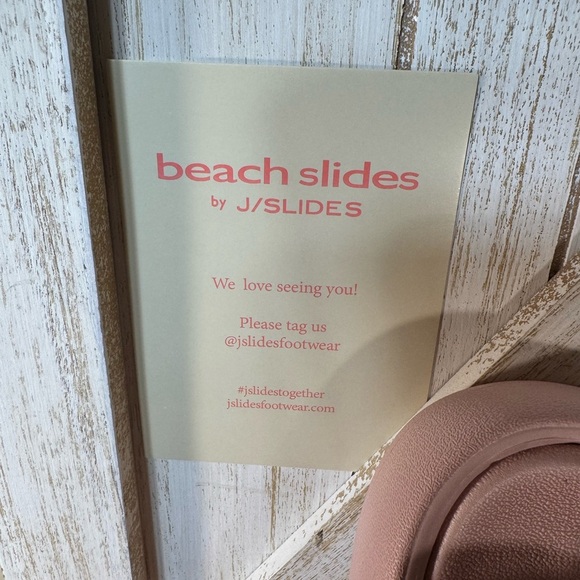 beach slides
by J/SLIDES
We love seeing you!
Please tag us
@jslidesfootwear
#jslidestogether
jslidesfootwear.com